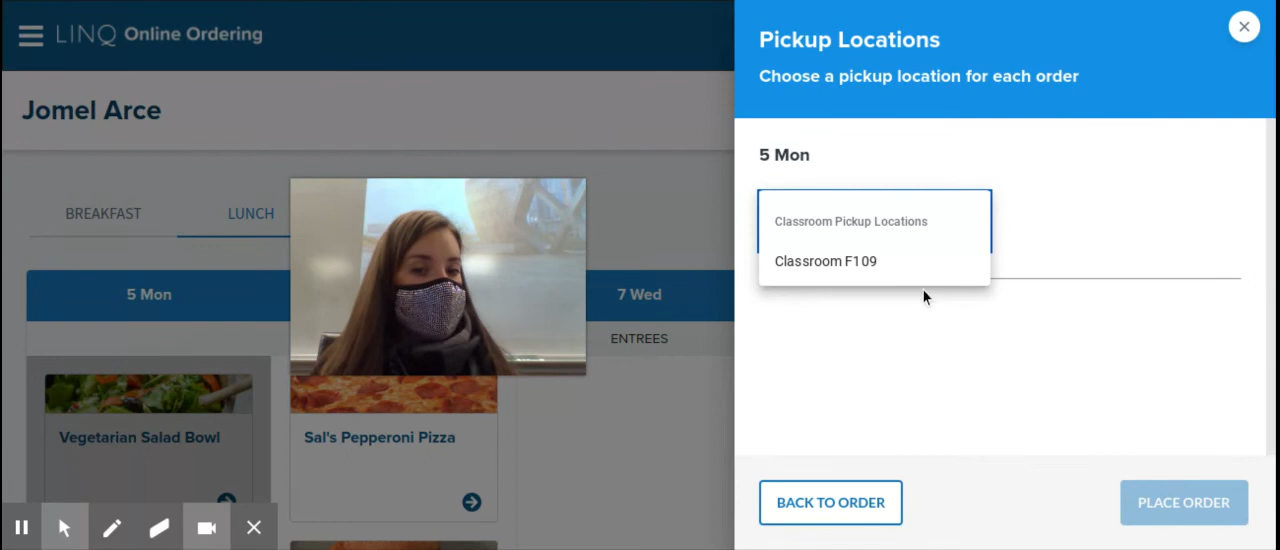 LINQ Online Ordering
Jomel Arce
BREAKFAST
LUNCH
5 Mon
7 Wed
ENTREES
Vegetarian Salad Bowl
Sal's Pepperoni Pizza
Pickup Locations
Choose a pickup location for each order
5 Mon
Classroom Pickup Locations
Classroom F109
BACK TO ORDER
PLACE ORDER